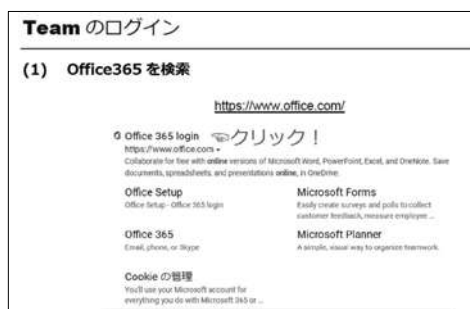 Team のログイン
(1) Office365 を検索
https://www.office.com/
Office 365 login ☜クリック！
https://www.office.com
Collaborate for free with online versions of Microsoft Word, PowerPoint, Excel, and OneNote. Save
documents, spreadsheets, and presentations online, in OneDrive.
Office Setup
Office Setup - Office 365 login
Microsoft Forms
Easily create surveys and polls to collect
customer feedback, measure employee ...
Office 365
Email, phone, or Skype
Microsoft Planner
A simple, visual way to organize teamwork.
Cookie の管理
You'll use your Microsoft account for
everything you do with Microsoft 365 or ...